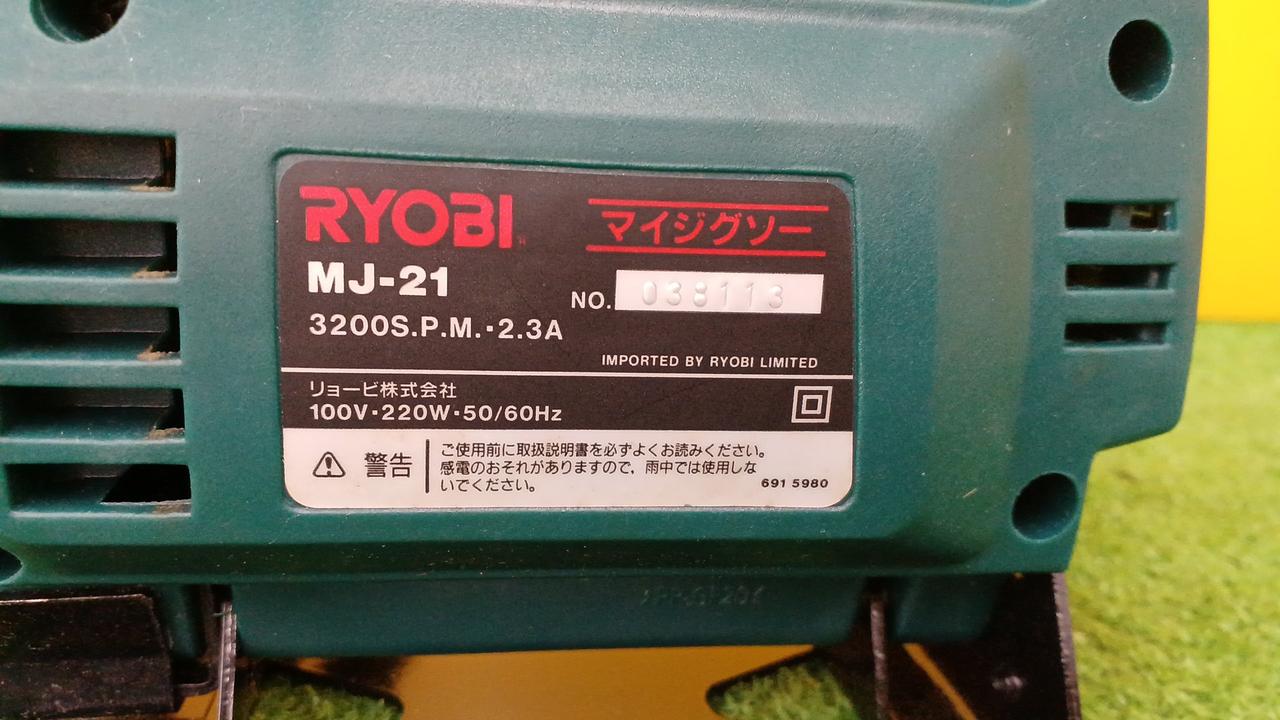 RYOBI
マイジグソー
MJ-21
NO. 038113
3200S.P.M.・2.3A
IMPORTED BY RYOBI LIMITED
リョービ株式会社
100V・220W・50/60Hz
警告
ご使用前に取扱説明書を必ずよくお読みください。
感電のおそれがありますので、雨中では使用しな
いでください。
691 5980